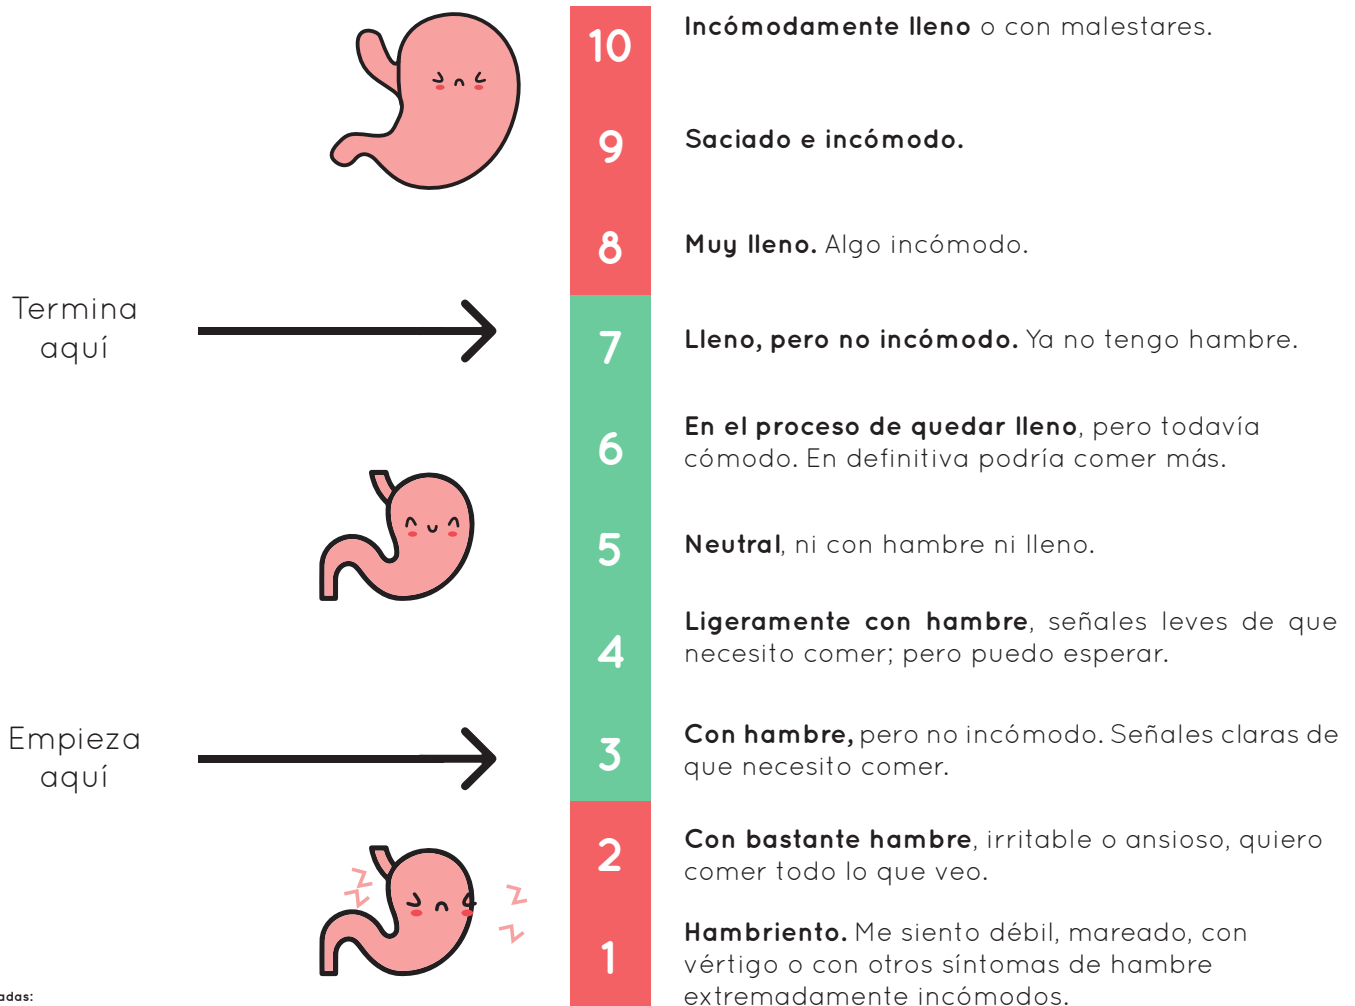 10
Incómodamente lleno o con malestares.
9
Saciado e incómodo.
8
Muy lleno. Algo incómodo.
Termina
aquí
7
Lleno, pero no incómodo. Ya no tengo hambre.
6
En el proceso de quedar lleno, pero todavía
cómodo. En definitiva podría comer más.
5
Neutral, ni con hambre ni lleno.
4
Ligeramente con hambre, señales leves de que
necesito comer; pero puedo esperar.
Empieza
aquí
3
Con hambre, pero no incómodo. Señales claras de
que necesito comer.
2
Con bastante hambre, irritable o ansioso, quiero
comer todo lo que veo.
1
Hambriento. Me siento débil, mareado, con
vértigo o con otros síntomas de hambre
extremadamente incómodos.